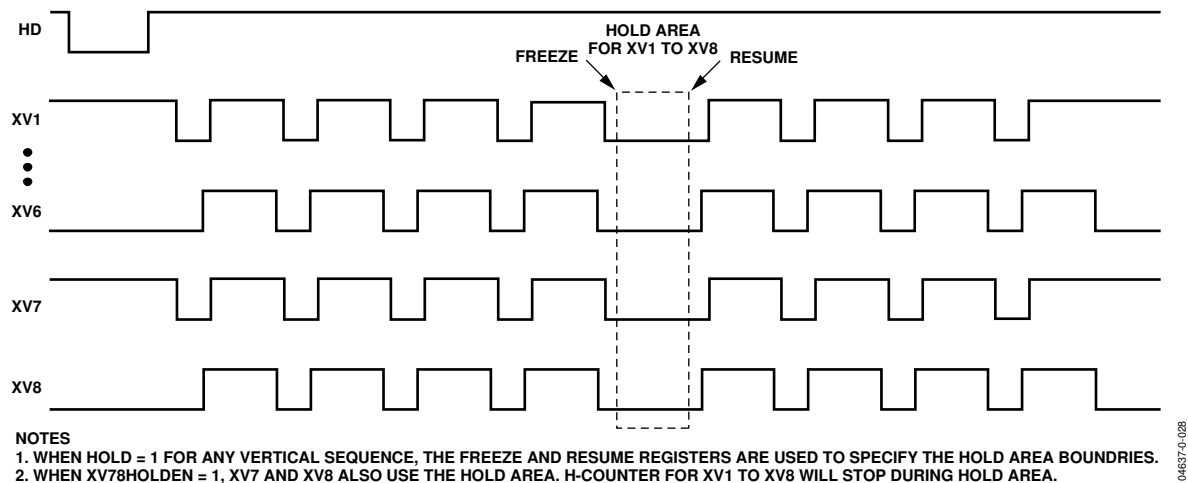 HD
HOLD AREA
FOR XV1 TO XV8
FREEZE
RESUME
XV1
XV6
XV7
XV8
NOTES
1. WHEN HOLD = 1 FOR ANY VERTICAL SEQUENCE, THE FREEZE AND RESUME REGISTERS ARE USED TO SPECIFY THE HOLD AREA BOUNDRIES.
2. WHEN XV78HOLDEN = 1, XV7 AND XV8 ALSO USE THE HOLD AREA. H-COUNTER FOR XV1 TO XV8 WILL STOP DURING HOLD AREA.
04637-0-028